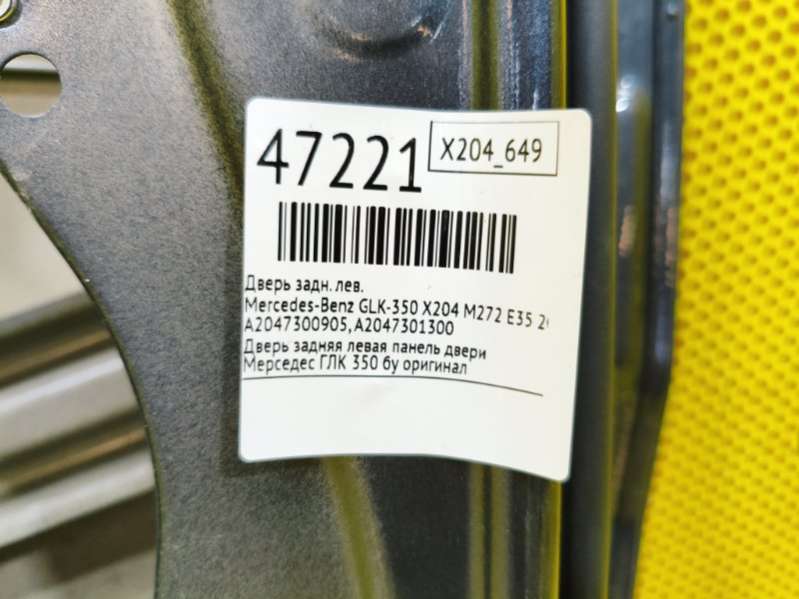 47221
X204_649
Дверь задн. лев.
Mercedes-Benz GLK-350 X204 M272 E35
A2047300905, A2047301300
Дверь задняя левая панель двери
Мерседес ГЛК 350 бу оригинал